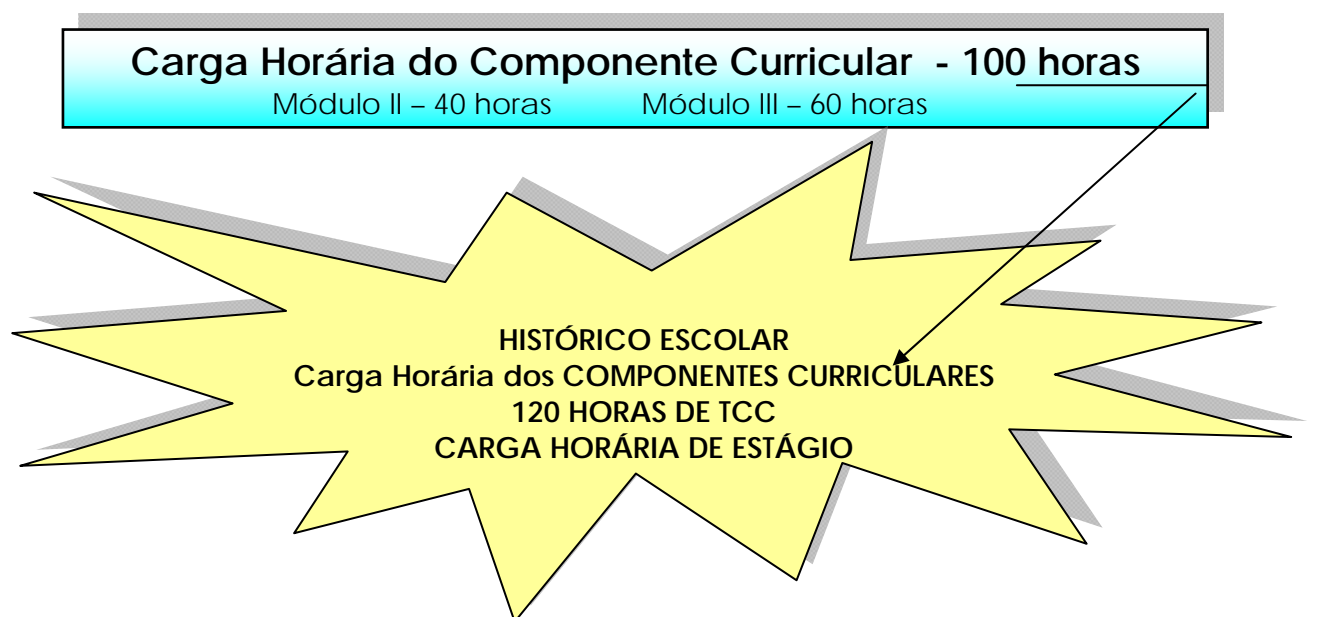 Carga Horária do Componente Curricular - 100 horas
Módulo II – 40 horas Módulo III – 60 horas
HISTÓRICO ESCOLAR
Carga Horária dos COMPONENTES CURRICULARES
120 HORAS DE TCC
CARGA HORÁRIA DE ESTÁGIO